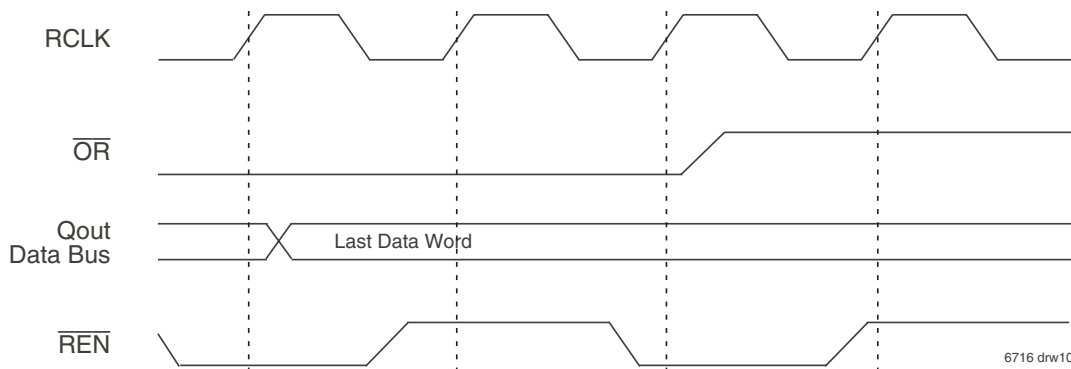 RCLK
OR
Qout
Data Bus
Last Data Word
REN
6716 drw10